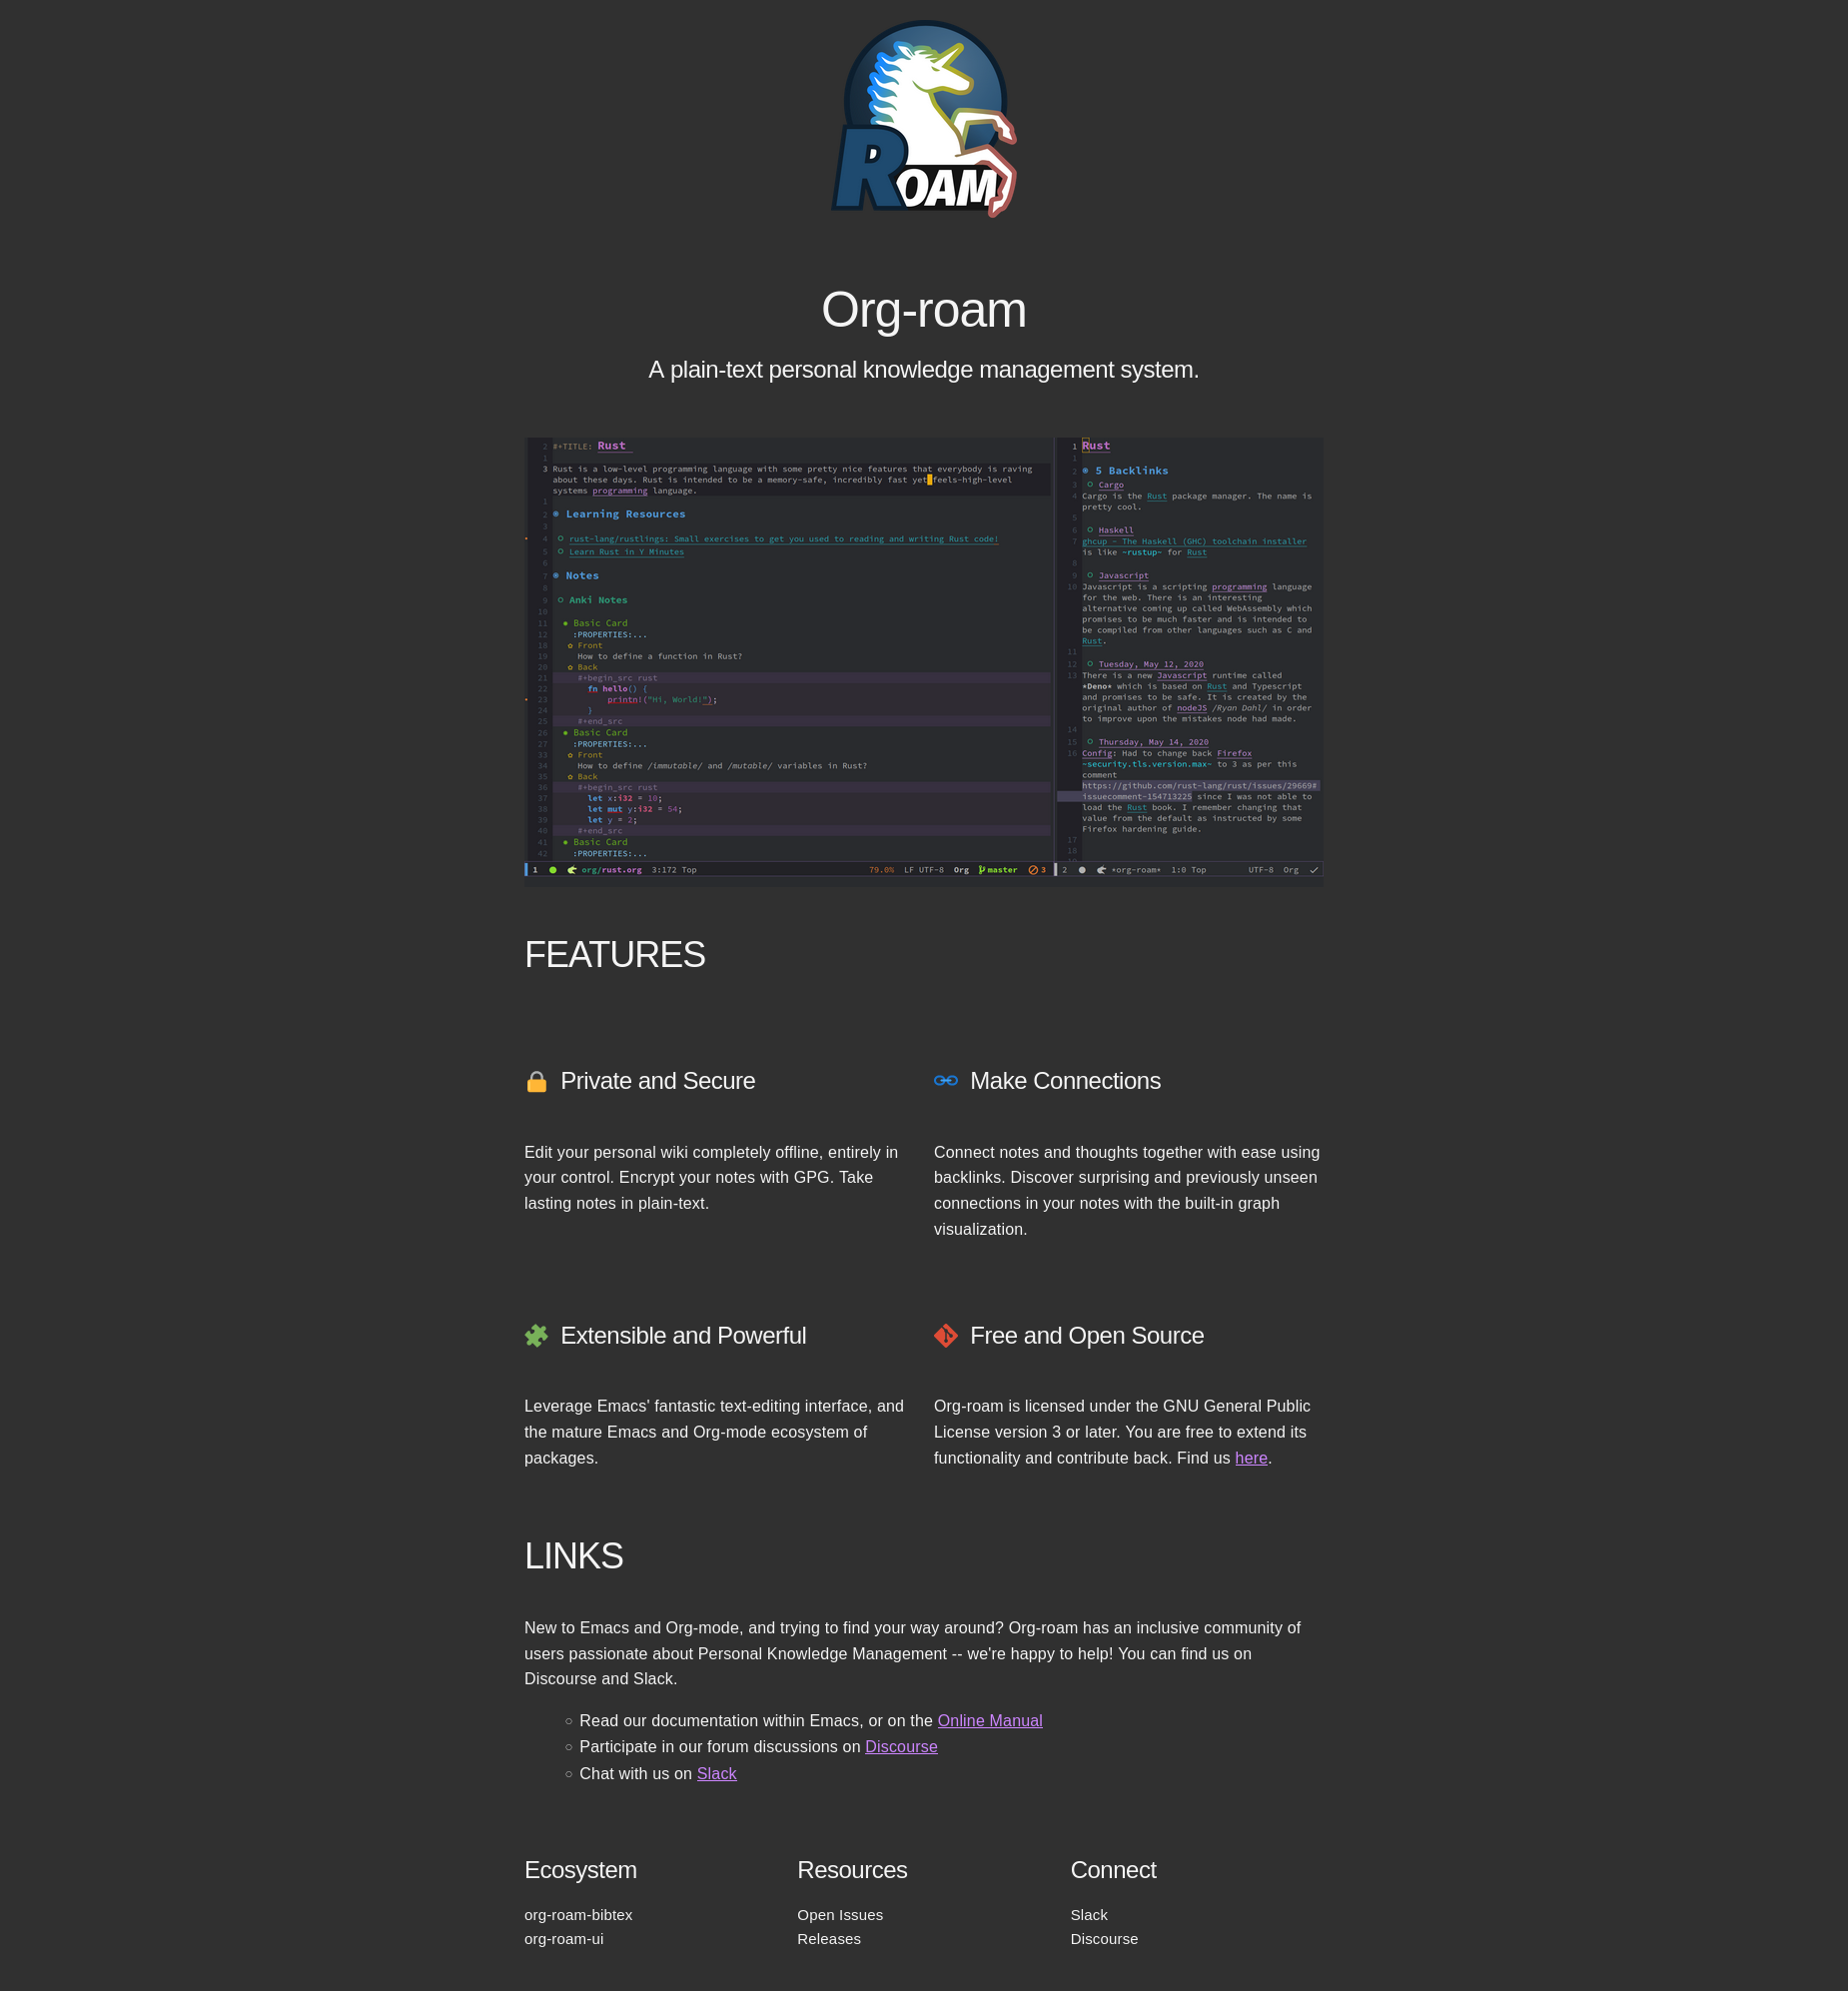 ROAM
Org-roam
A plain-text personal knowledge management system.
2 #+TITLE: Rust
1
3 Rust is a low-level programming language with some pretty nice features that everybody is raving
about these days. Rust is intended to be a memory-safe, incredibly fast yet feels-high-level
systems programming language.
1
2 Learning Resources
3
4 rust-lang/rustlings: Small exercises to get you used to reading and writing Rust code!
5 Learn Rust in Y Minutes
6
7 Notes
8
9 Anki Notes
10
11 Basic Card
12 :PROPERTIES:...
18 Front
19 How to define a function in Rust?
20 Back
21 #+begin_src rust
22 fn hello() {
23 printn!("Hi, World!");
24 }
25 #+end_src
26 Basic Card
27 :PROPERTIES:...
33 Front
34 How to define /immutable/ and /mutable/ variables in Rust?
35 Back
36 #+begin_src rust
37 let x:i32 = 10;
38 let mut y:i32 = 54;
39 let y = 2;
40 #+end_src
41 Basic Card
42 :PROPERTIES:...
1 org/rust.org 3:172 Top 79.0% LF UTF-8 Org master 3
1 Rust
1
2 5 Backlinks
3 Cargo
4 Cargo is the Rust package manager. The name is
pretty cool.
5
6 Haskell
7 ghcup - The Haskell (GHC) toolchain installer
is like ~rustup~ for Rust
8
9 Javascript
10 Javascript is a scripting programming language
for the web. There is an interesting
alternative coming up called WebAssembly which
promises to be much faster and is intended to
be compiled from other languages such as C and
Rust.
11
12 Tuesday, May 12, 2020
13 There is a new Javascript runtime called
*Deno* which is based on Rust and Typescript
and promises to be safe. It is created by the
original author of nodeJS /Ryan Dahl/ in order
to improve upon the mistakes node had made.
14
15 Thursday, May 14, 2020
16 Config: Had to change back Firefox
~security.tls.version.max~ to 3 as per this
comment
https://github.com/rust-lang/rust/issues/29669#
issuecomment-154713225 since I was not able to
load the Rust book. I remember changing that
value from the default as instructed by some
Firefox hardening guide.
17
18
2 *org-roam* 1:0 Top UTF-8 Org
FEATURES
Private and Secure
Edit your personal wiki completely offline, entirely in
your control. Encrypt your notes with GPG. Take
lasting notes in plain-text.
Make Connections
Connect notes and thoughts together with ease using
backlinks. Discover surprising and previously unseen
connections in your notes with the built-in graph
visualization.
Extensible and Powerful
Leverage Emacs' fantastic text-editing interface, and
the mature Emacs and Org-mode ecosystem of
packages.
Free and Open Source
Org-roam is licensed under the GNU General Public
License version 3 or later. You are free to extend its
functionality and contribute back. Find us here.
LINKS
New to Emacs and Org-mode, and trying to find your way around? Org-roam has an inclusive community of
users passionate about Personal Knowledge Management -- we're happy to help! You can find us on
Discourse and Slack.
Read our documentation within Emacs, or on the Online Manual
Participate in our forum discussions on Discourse
Chat with us on Slack
Ecosystem
org-roam-bibtex
org-roam-ui
Resources
Open Issues
Releases
Connect
Slack
Discourse